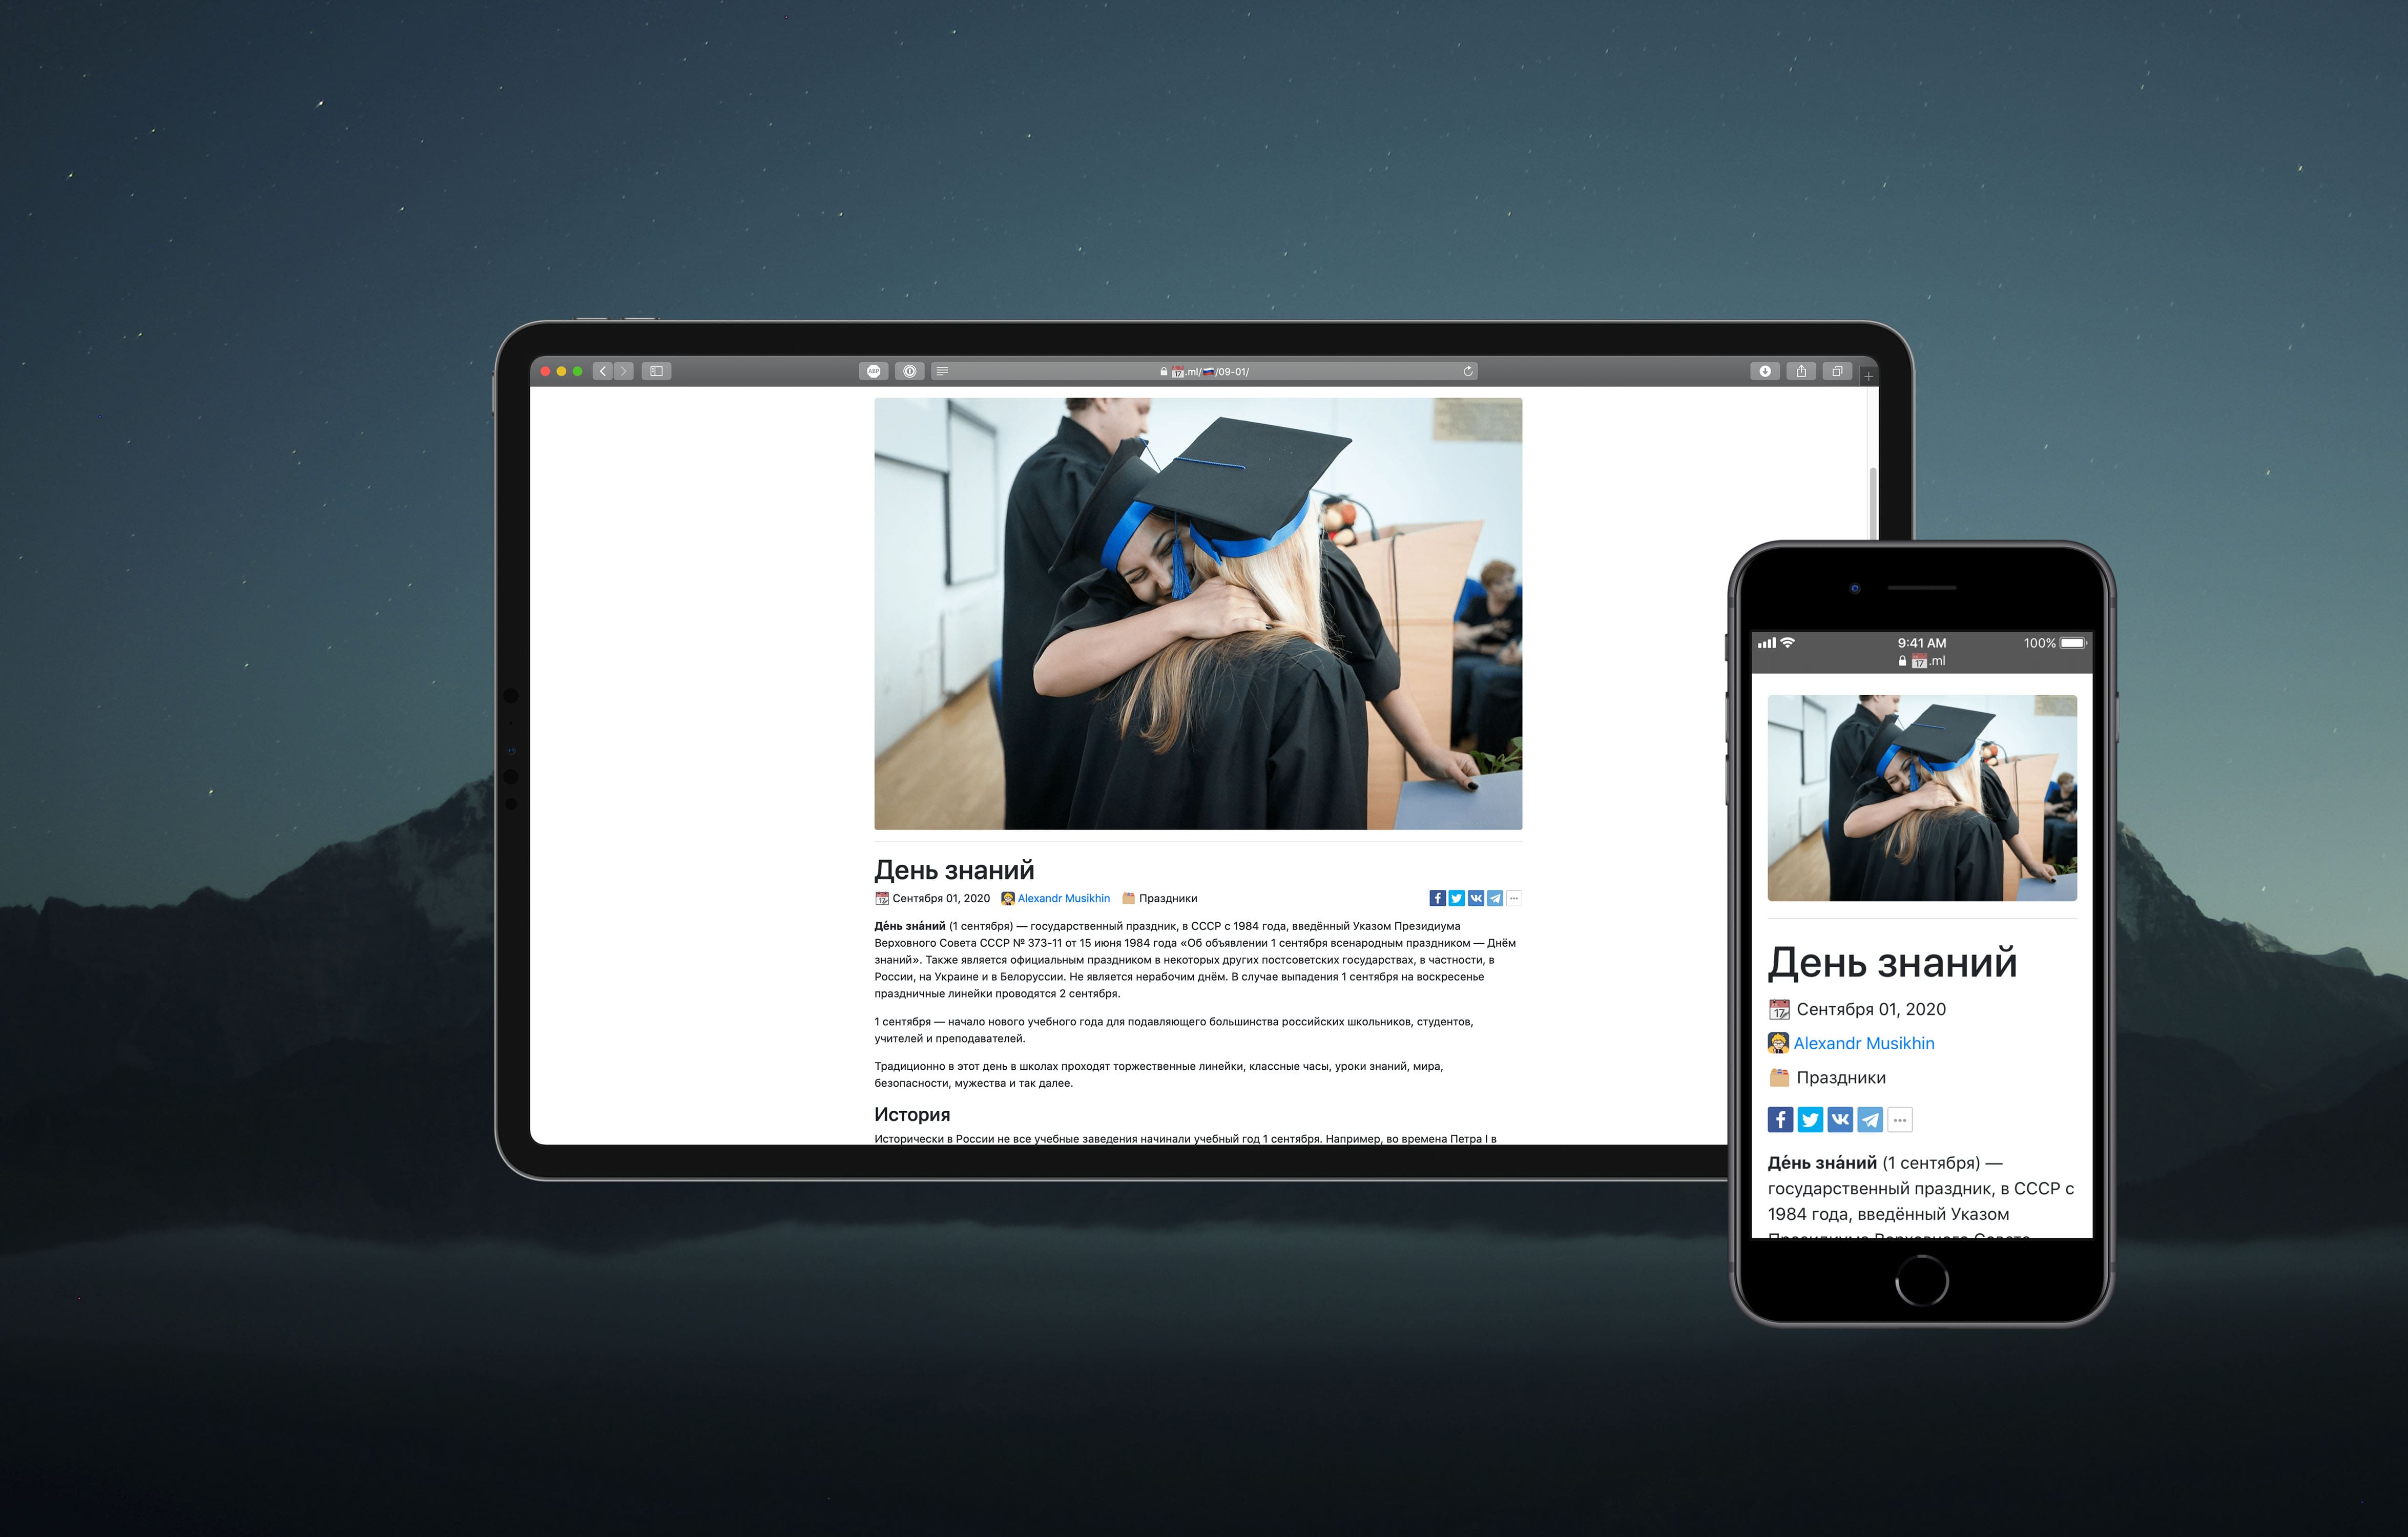 ABP
📅.ml/🇷🇺/09-01/
День знаний
Сентября 01, 2020 Alexandr Musikhin Праздники
Де́нь зна́ний (1 сентября) — государственный праздник, в СССР с 1984 года, введённый Указом Президиума
Верховного Совета СССР № 373-11 от 15 июня 1984 года «Об объявлении 1 сентября всенародным праздником — Днём
знаний». Также является официальным праздником в некоторых других постсоветских государствах, в частности, в
России, на Украине и в Белоруссии. Не является нерабочим днём. В случае выпадения 1 сентября на воскресенье
праздничные линейки проводятся 2 сентября.
1 сентября — начало нового учебного года для подавляющего большинства российских школьников, студентов,
учителей и преподавателей.
Традиционно в этот день в школах проходят торжественные линейки, классные часы, уроки знаний, мира,
безопасности, мужества и так далее.
История
Исторически в России не все учебные заведения начинали учебный год 1 сентября. Например, во времена Петра I в
9:41 AM 100%
📅.ml
День знаний
17 Сентября 01, 2020
Alexandr Musikhin
Праздники
Де́нь зна́ний (1 сентября) —
государственный праздник, в СССР с
1984 года, введённый Указом
Президиума Верховного Совета